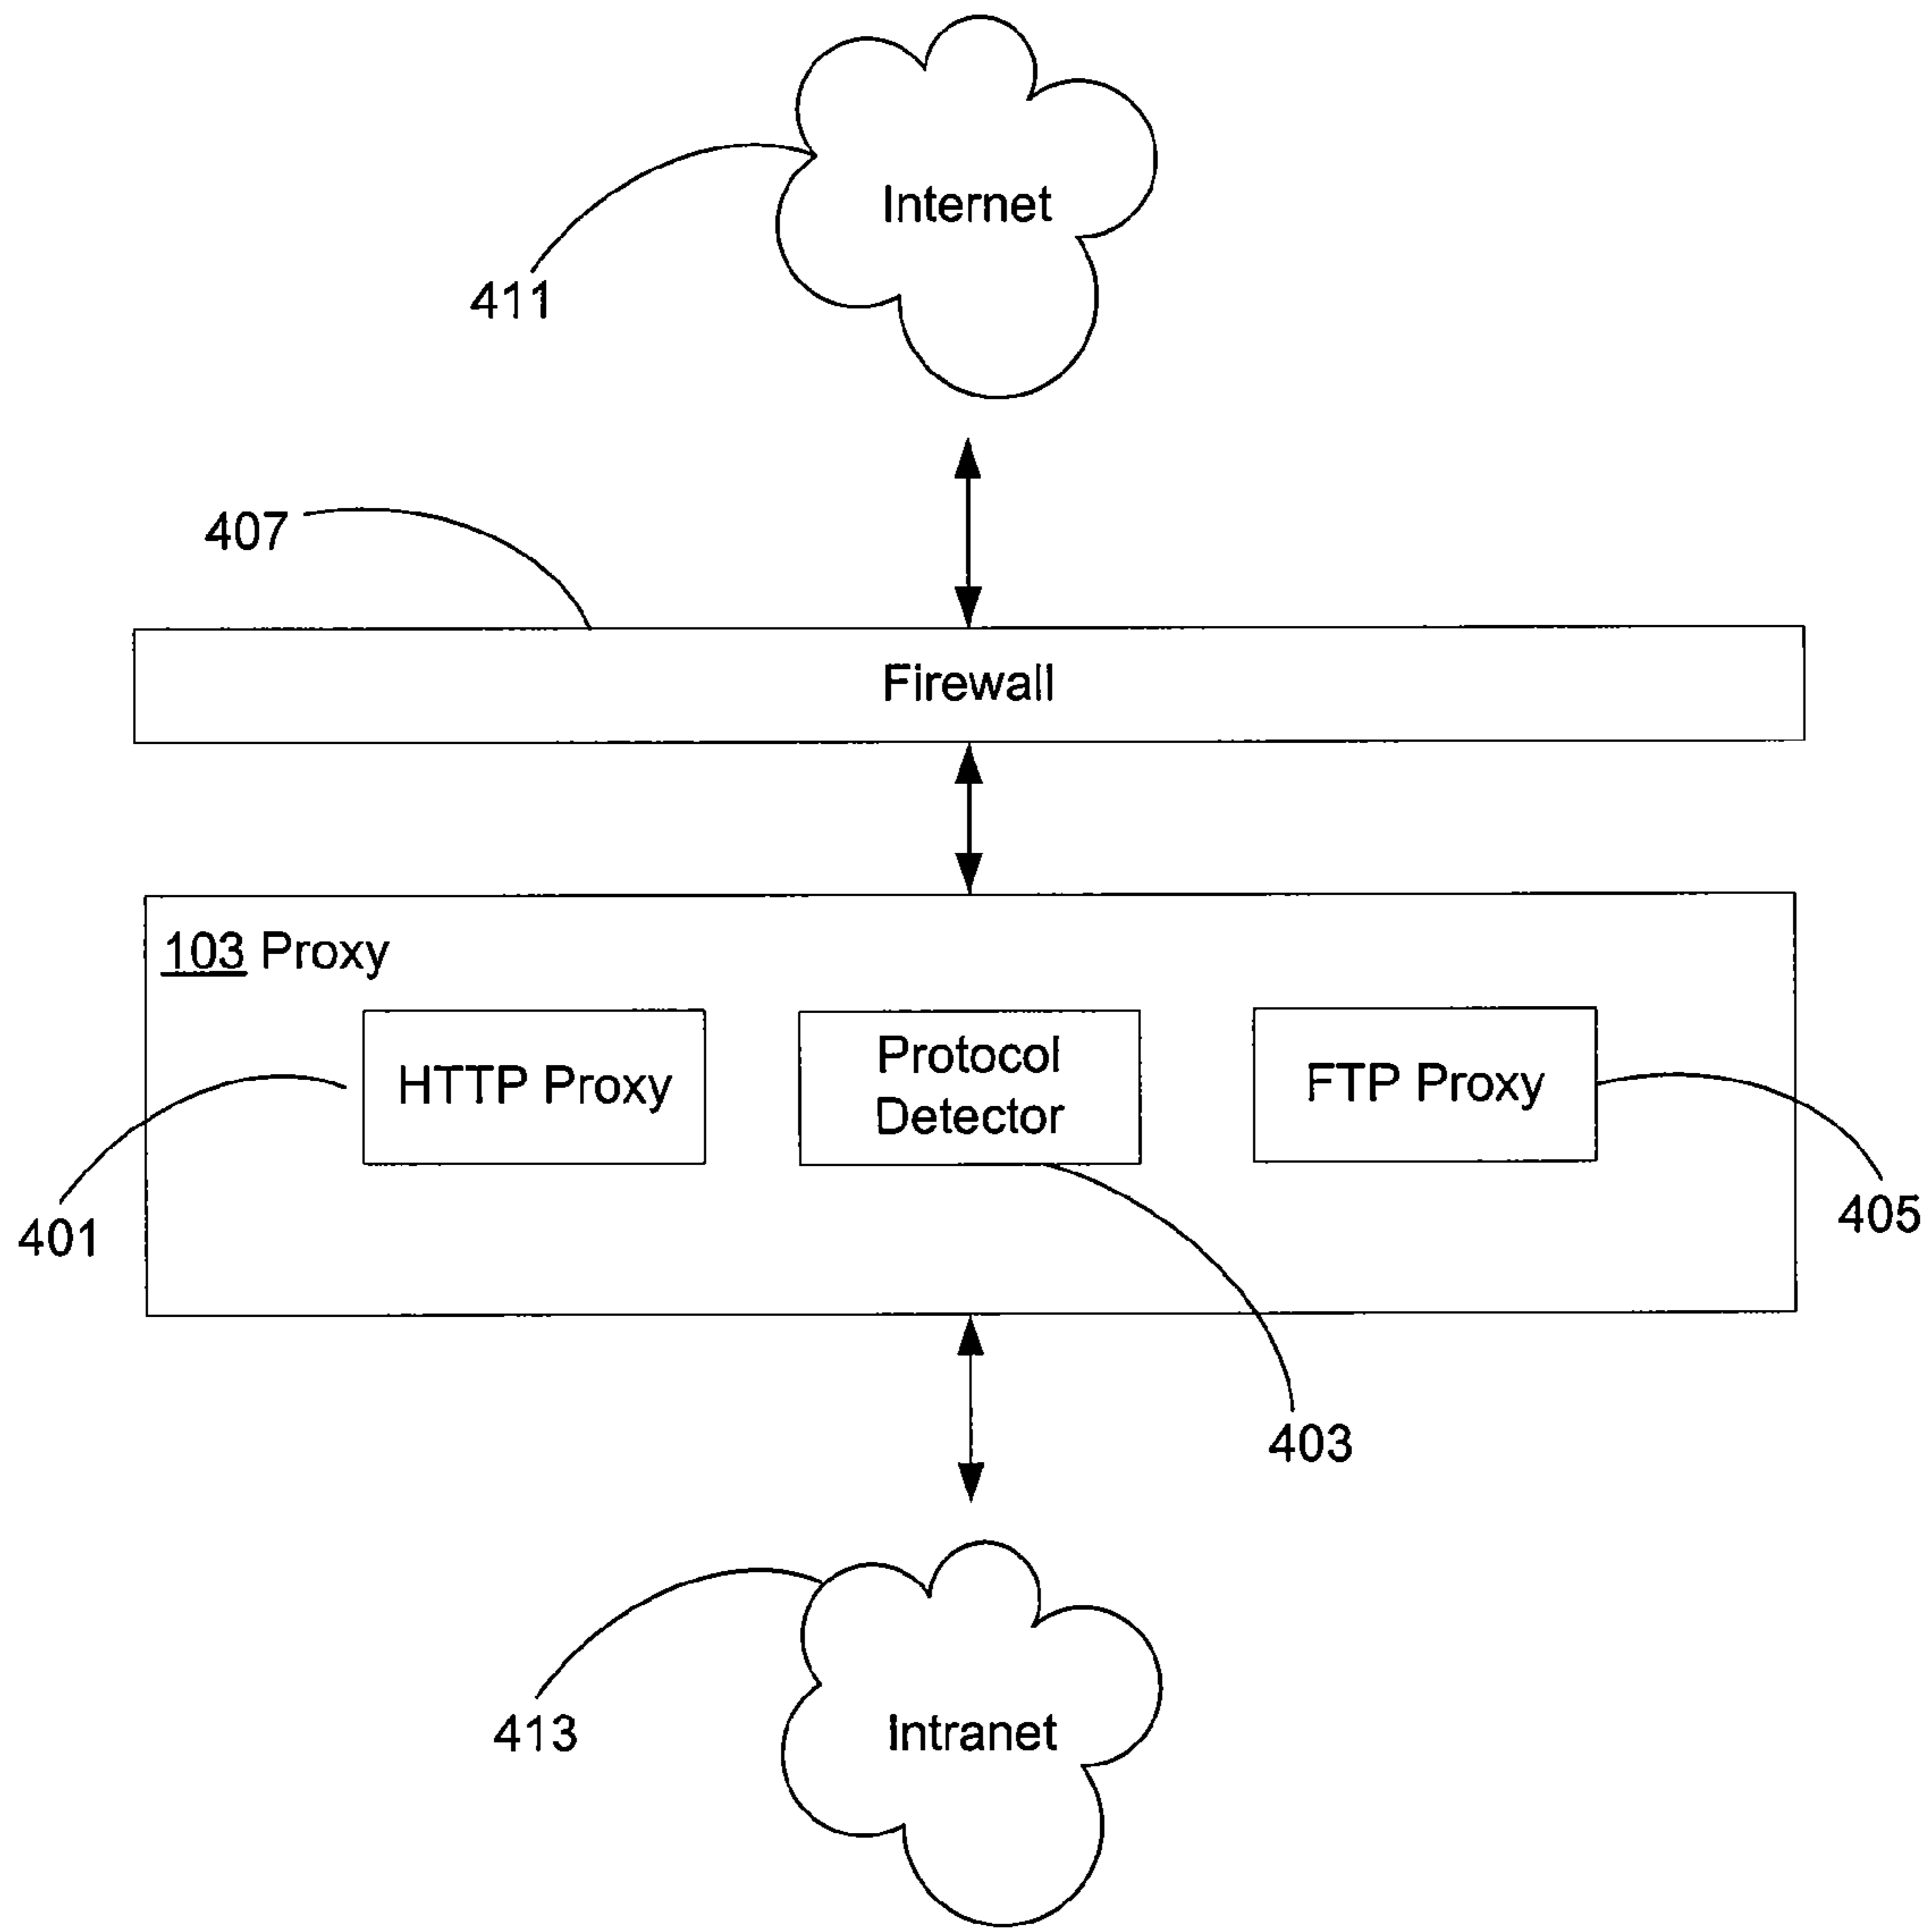 Internet
411
407
Firewall
103 Proxy
HTTP Proxy
Protocol
Detector
FTP Proxy
401
405
403
413
Intranet